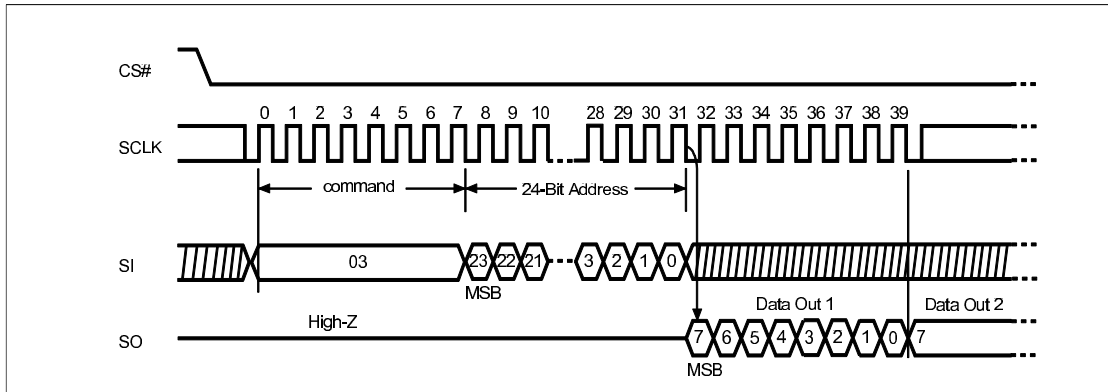 CS#
0 1 2 3 4 5 6 7 8 9 10 28 29 30 31 32 33 34 35 36 37 38 39
SCLK
command 24-Bit Address
SI 03 23 22 21 3 2 1 0
MSB
Data Out 1 Data Out 2
High-Z
SO 7 6 5 4 3 2 1 0 7
MSB